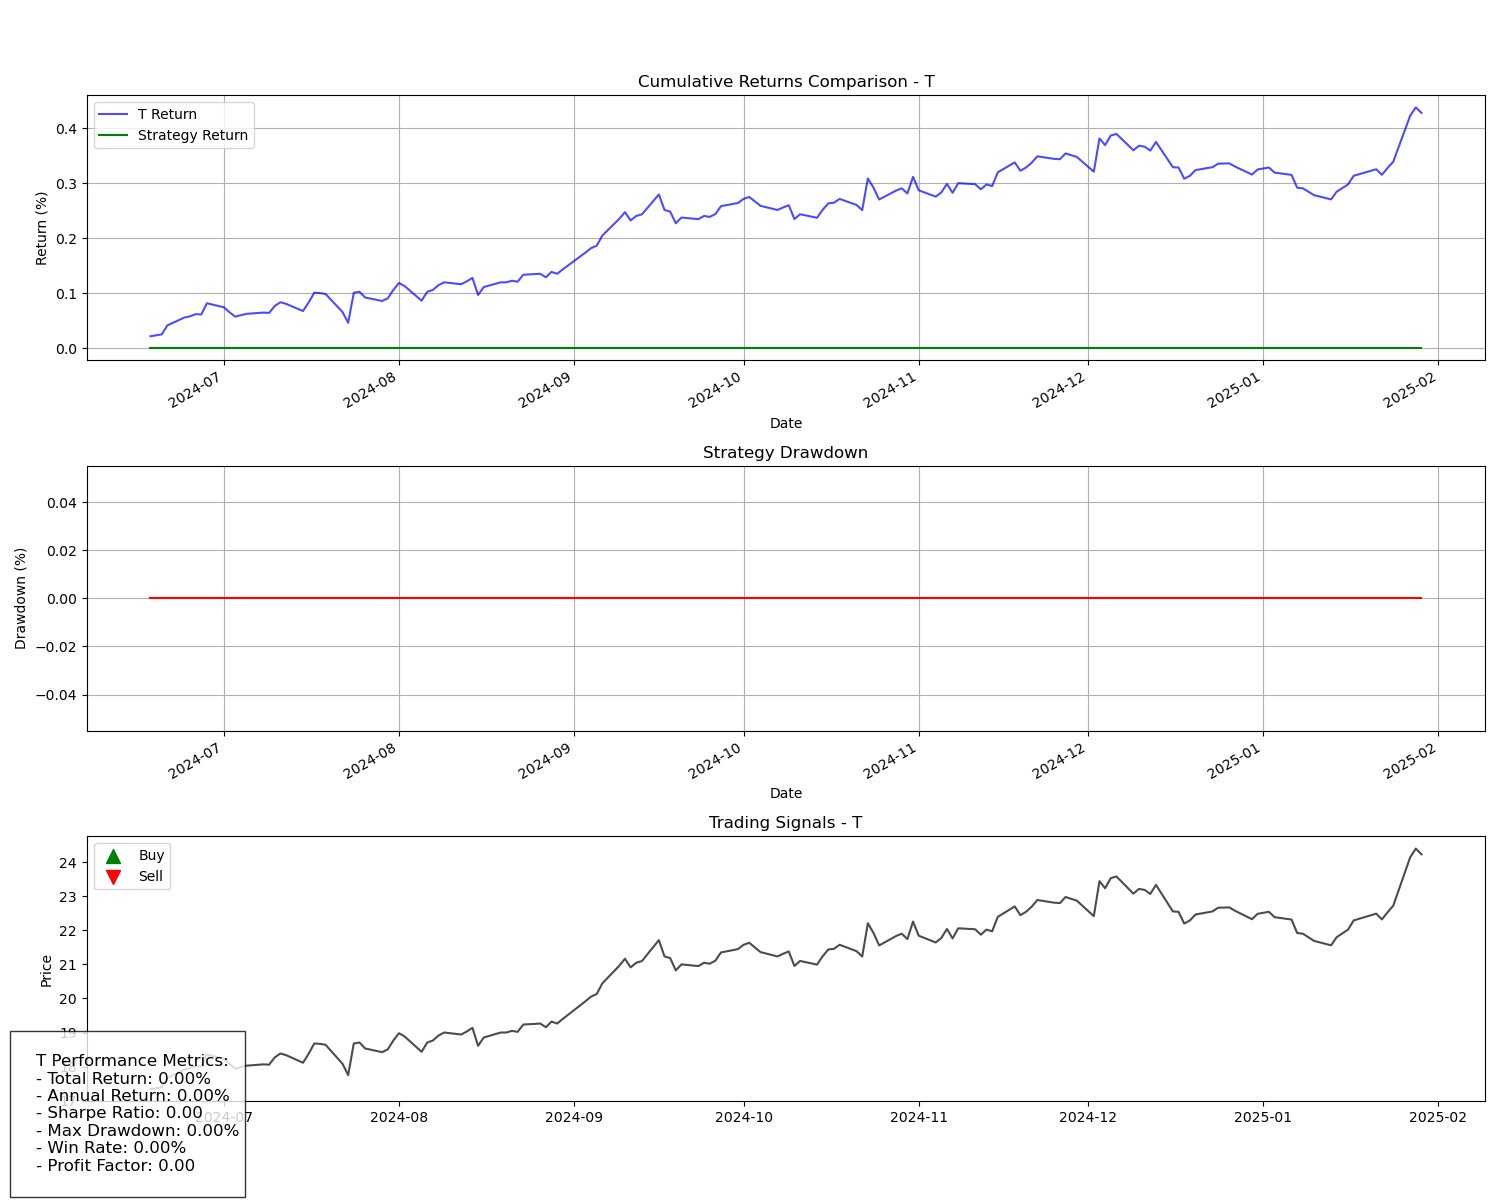 Cumulative Returns Comparison - T
T Return
Strategy Return
Return (%)
0.4
0.3
0.2
0.1
0.0
2024-07 2024-08 2024-09 2024-10 2024-11 2024-12 2025-01 2025-02
Date
Strategy Drawdown
Drawdown (%)
0.04
0.02
0.00
−0.02
−0.04
2024-07 2024-08 2024-09 2024-10 2024-11 2024-12 2025-01 2025-02
Date
Trading Signals - T
Buy
Sell
Price
24
23
22
21
20
19
18
17
2024-07 2024-08 2024-09 2024-10 2024-11 2024-12 2025-01 2025-02
T Performance Metrics:
- Total Return: 0.00%
- Annual Return: 0.00%
- Sharpe Ratio: 0.00
- Max Drawdown: 0.00%
- Win Rate: 0.00%
- Profit Factor: 0.00